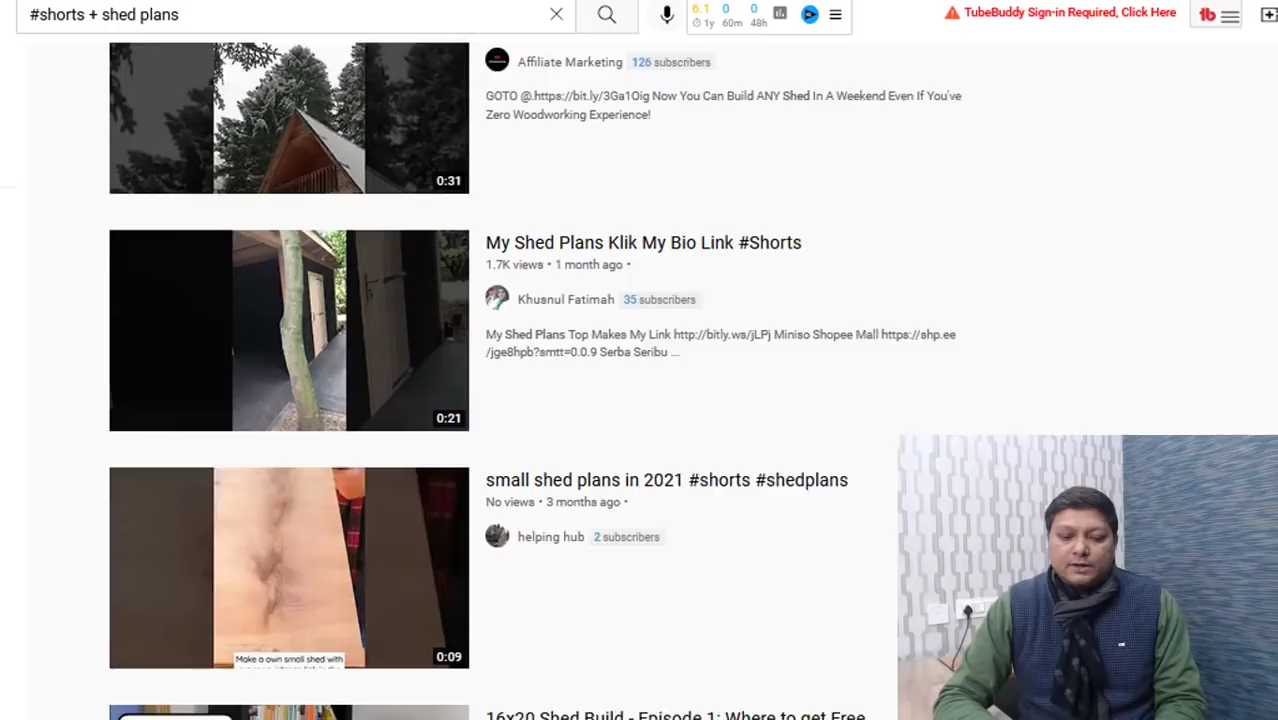 #shorts + shed plans
6.1 0 0
1y 60m 48h
TubeBuddy Sign-in Required, Click Here
tb
Affiliate Marketing 126 subscribers
GOTO @.https://bit.ly/3Ga1Oig Now You Can Build ANY Shed In A Weekend Even If You've
Zero Woodworking Experience!
0:31
My Shed Plans Klik My Bio Link #Shorts
1.7K views • 1 month ago •
Khusnul Fatimah 35 subscribers
My Shed Plans Top Makes My Link http://bitly.ws/jLPj Miniso Shopee Mall https://shp.ee
/jge8hpb?smtt=0.0.9 Serba Seribu ...
0:21
small shed plans in 2021 #shorts #shedplans
No views • 3 months ago •
helping hub 2 subscribers
Make a own small shed with
0:09
16x20 Shed Build - Episode 1: Where to get Free